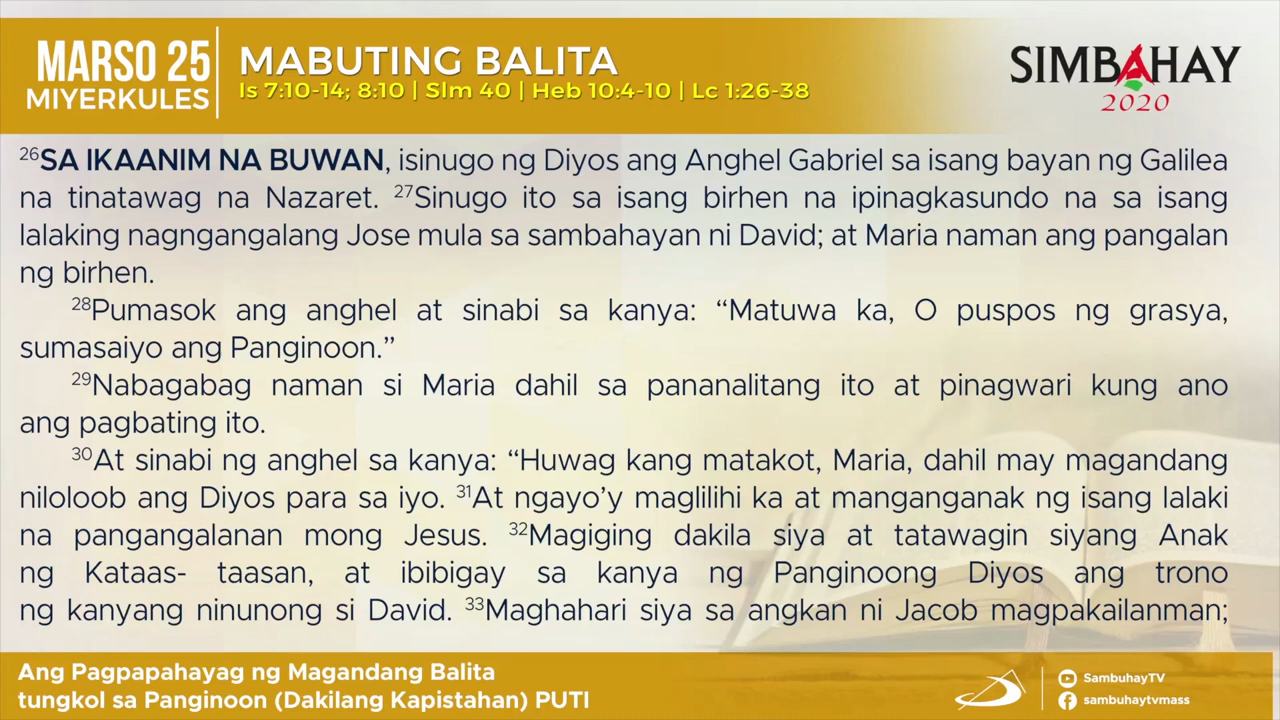 MARSO 25
MIYERKULES
MABUTING BALITA
Is 7:10-14; 8:10 | Slm 40 | Heb 10:4-10 | Lc 1:26-38
SIMBAHAY
2020
26SA IKAANIM NA BUWAN, isinugo ng Diyos ang Anghel Gabriel sa isang bayan ng Galilea
na tinatawag na Nazaret. 27Sinugo ito sa isang birhen na ipinagkasundo na sa isang
lalaking nagngangalang Jose mula sa sambahayan ni David; at Maria naman ang pangalan
ng birhen.
28Pumasok ang anghel at sinabi sa kanya: “Matuwa ka, O puspos ng grasya,
sumasaiyo ang Panginoon.”
29Nabagabag naman si Maria dahil sa pananalitang ito at pinagwari kung ano
ang pagbating ito.
30At sinabi ng anghel sa kanya: “Huwag kang matakot, Maria, dahil may magandang
niloloob ang Diyos para sa iyo. 31At ngayo’y maglilihi ka at manganganak ng isang lalaki
na pangangalanan mong Jesus. 32Magiging dakila siya at tatawagin siyang Anak
ng Kataas- taasan, at ibibigay sa kanya ng Panginoong Diyos ang trono
ng kanyang ninunong si David. 33Maghahari siya sa angkan ni Jacob magpakailanman;
Ang Pagpapahayag ng Magandang Balita
tungkol sa Panginoon (Dakilang Kapistahan) PUTI
SambuhayTV
sambuhaytvmass